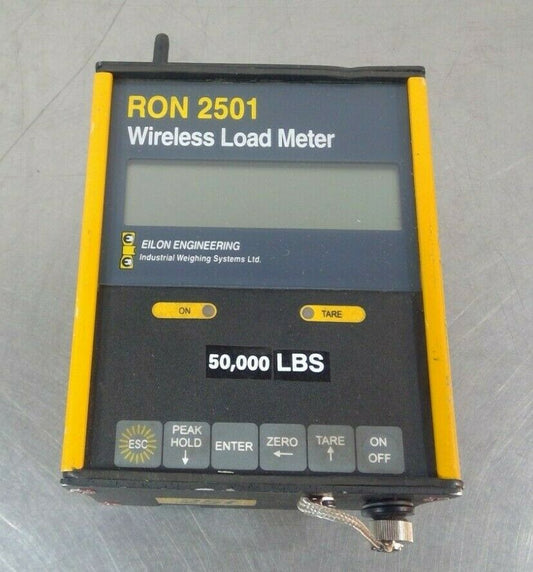 RON 2501
Wireless Load Meter
EILON ENGINEERING
Industrial Weighing Systems Ltd.
ON TARE
50,000 LBS
ESC PEAK HOLD ↓ ENTER ZERO ← TARE ↑ ON OFF